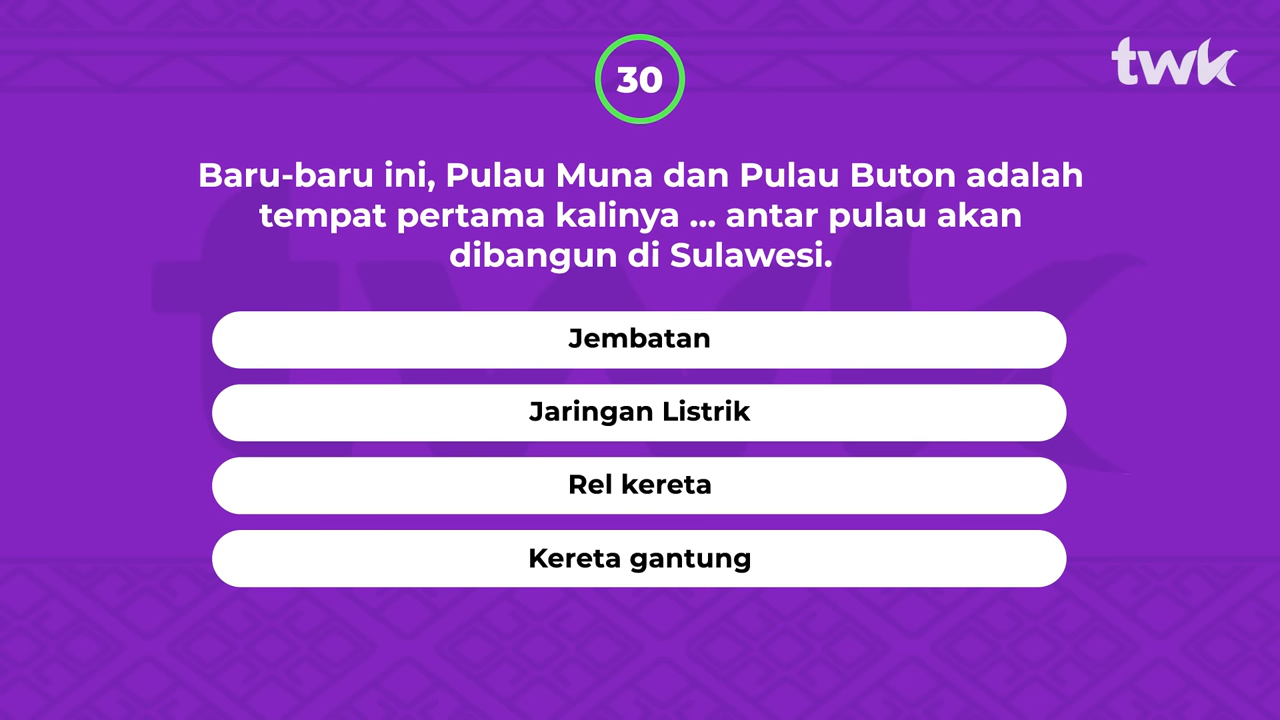 30
twk
Baru-baru ini, Pulau Muna dan Pulau Buton adalah
tempat pertama kalinya ... antar pulau akan
dibangun di Sulawesi.
Jembatan
Jaringan Listrik
Rel kereta
Kereta gantung